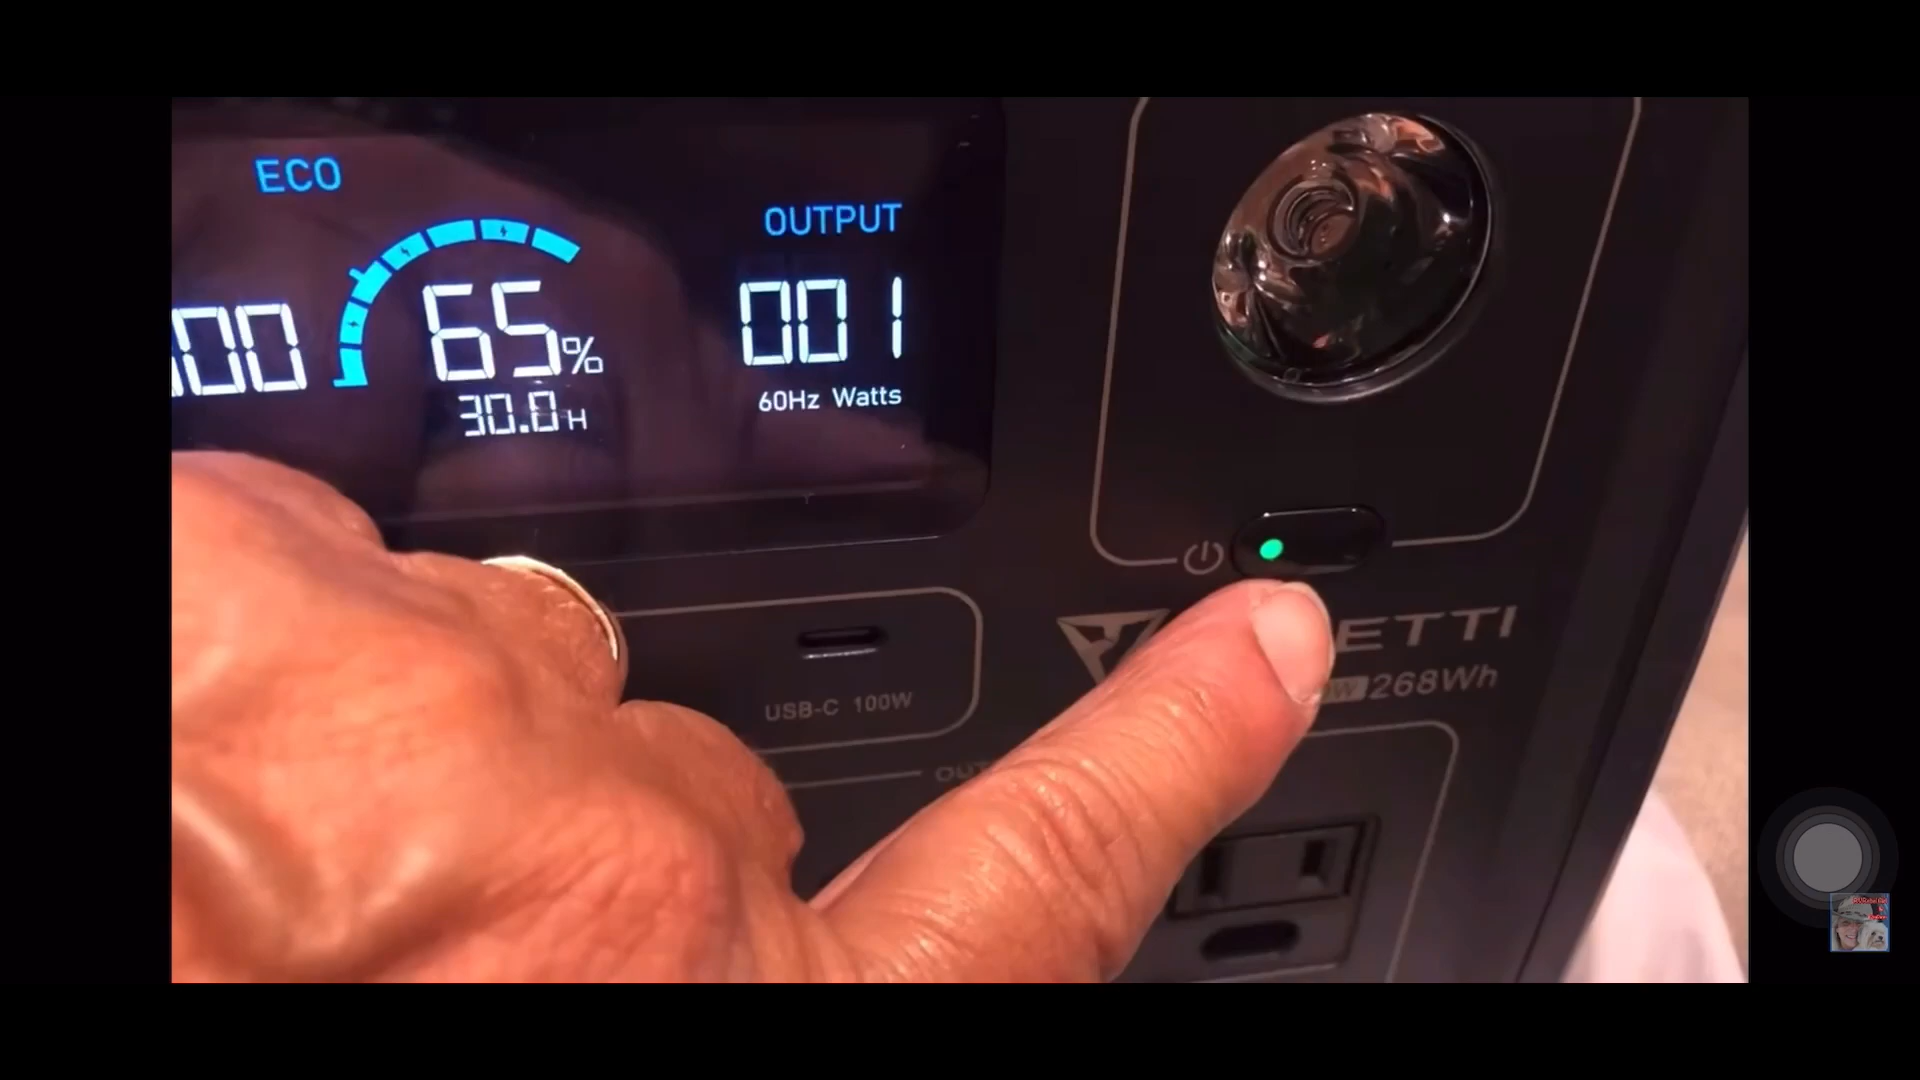 ECO
OUTPUT
00
65%
001
30.0H
60Hz Watts
ETTI
268Wh
USB-C 100W